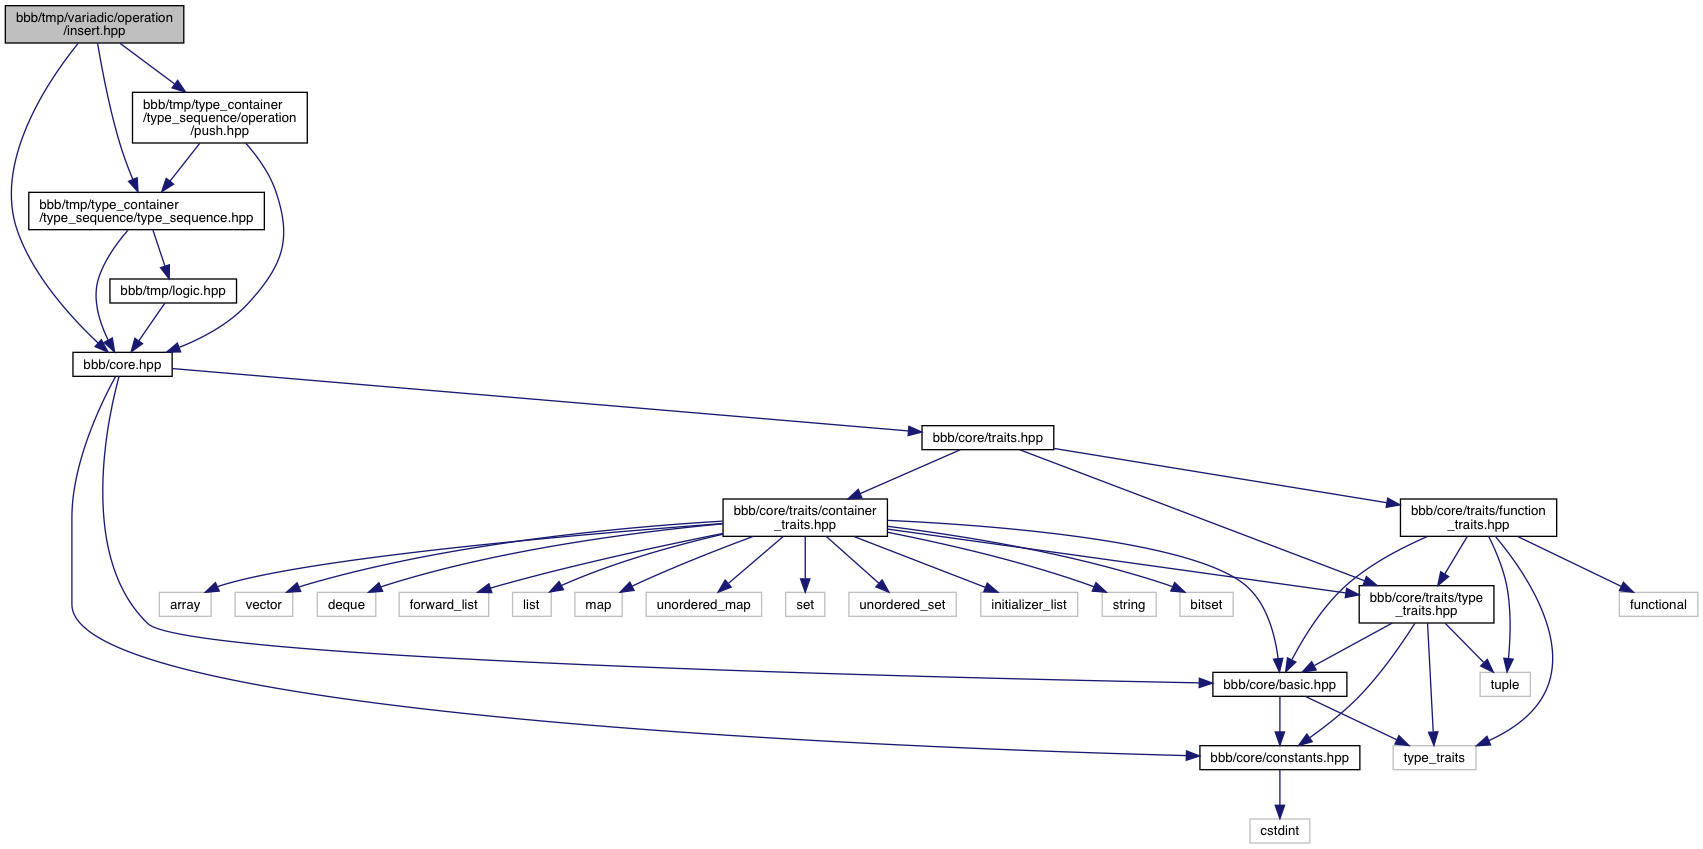 bbb/tmp/variadic/operation
/insert.hpp
bbb/tmp/type_container
/type_sequence/operation
/push.hpp
bbb/tmp/type_container
/type_sequence/type_sequence.hpp
bbb/tmp/logic.hpp
bbb/core.hpp
bbb/core/traits.hpp
bbb/core/traits/container
_traits.hpp
bbb/core/traits/function
_traits.hpp
array
vector
deque
forward_list
list
map
unordered_map
set
unordered_set
initializer_list
string
bitset
bbb/core/traits/type
_traits.hpp
functional
bbb/core/basic.hpp
tuple
bbb/core/constants.hpp
type_traits
cstdint